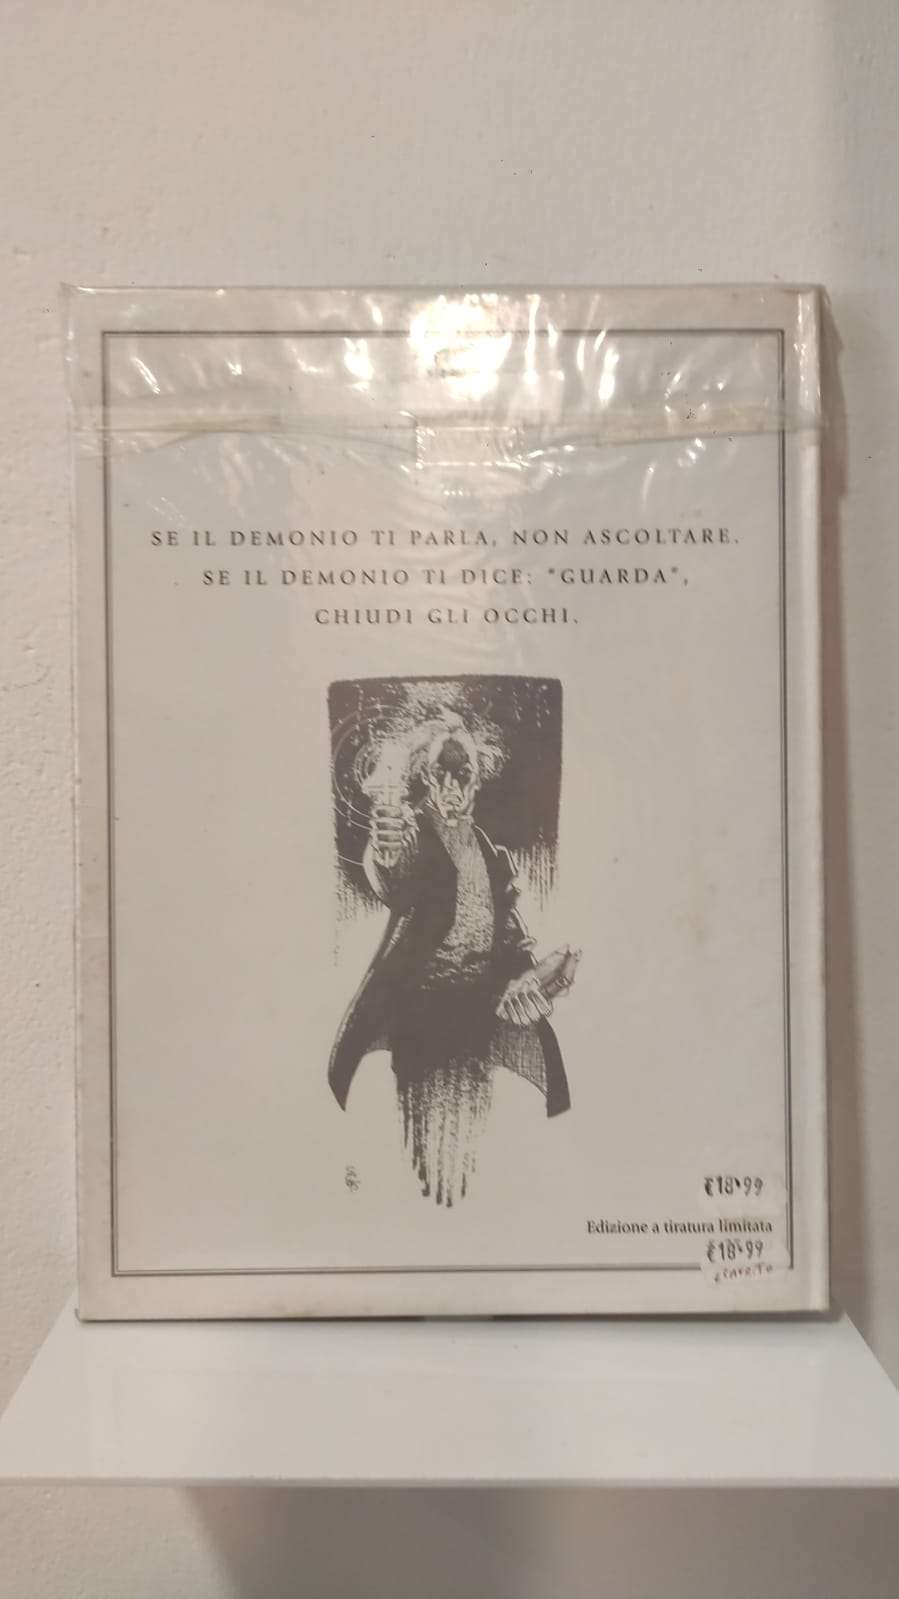 SE IL DEMONIO TI PARLA, NON ASCOLTARE.
SE IL DEMONIO TI DICE: "GUARDA",
CHIUDI GLI OCCHI.
€18.99
Edizione a tiratura limitata
€18.99